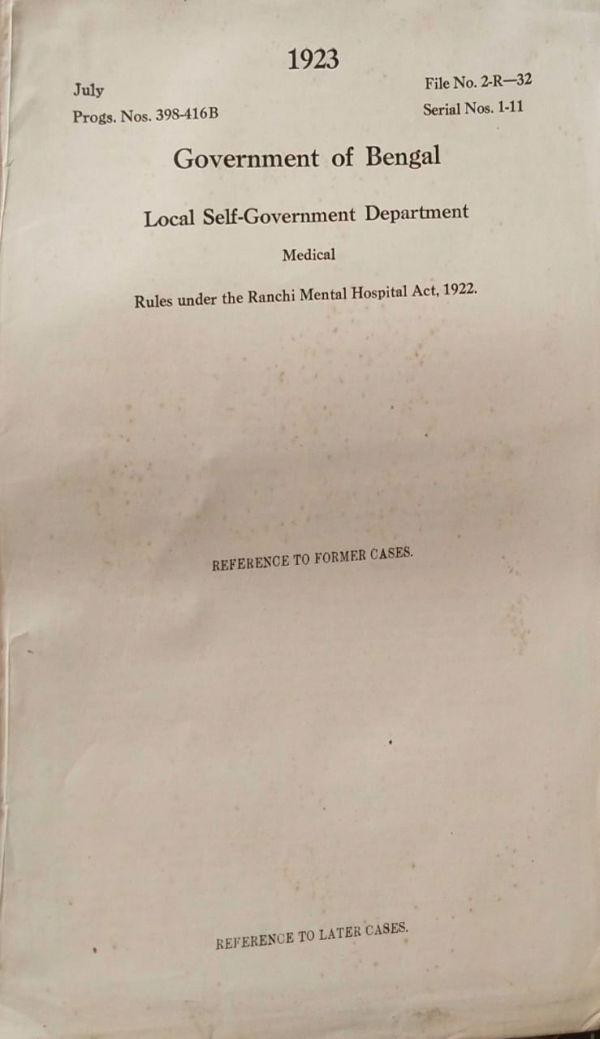 1923
July
File No. 2-R—32
Progs. Nos. 398-416B
Serial Nos. 1-11
Government of Bengal
Local Self-Government Department
Medical
Rules under the Ranchi Mental Hospital Act, 1922.
REFERENCE TO FORMER CASES.
REFERENCE TO LATER CASES.